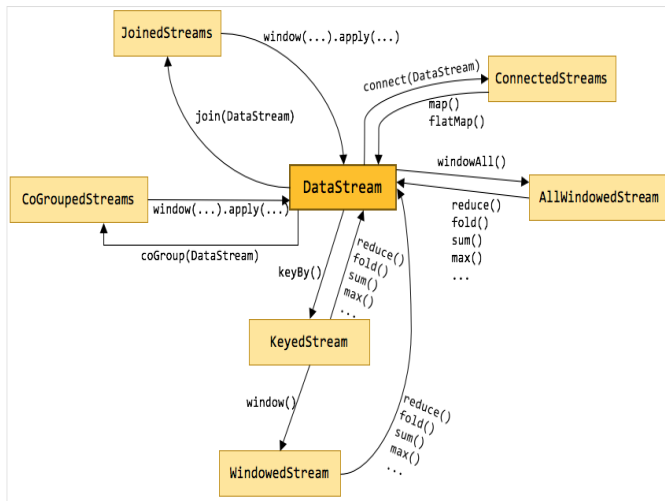 JoinedStreams
window(...).apply(...)
connect(DataStream)
ConnectedStreams
map()
flatMap()
join(DataStream)
windowAll()
DataStream
AllWindowedStream
CoGroupedStreams
window(...).apply(...)
reduce()
fold()
sum()
max()
...
coGroup(DataStream)
keyBy()
reduce()
fold()
sum()
max()
...
KeyedStream
window()
reduce()
fold()
sum()
max()
...
WindowedStream